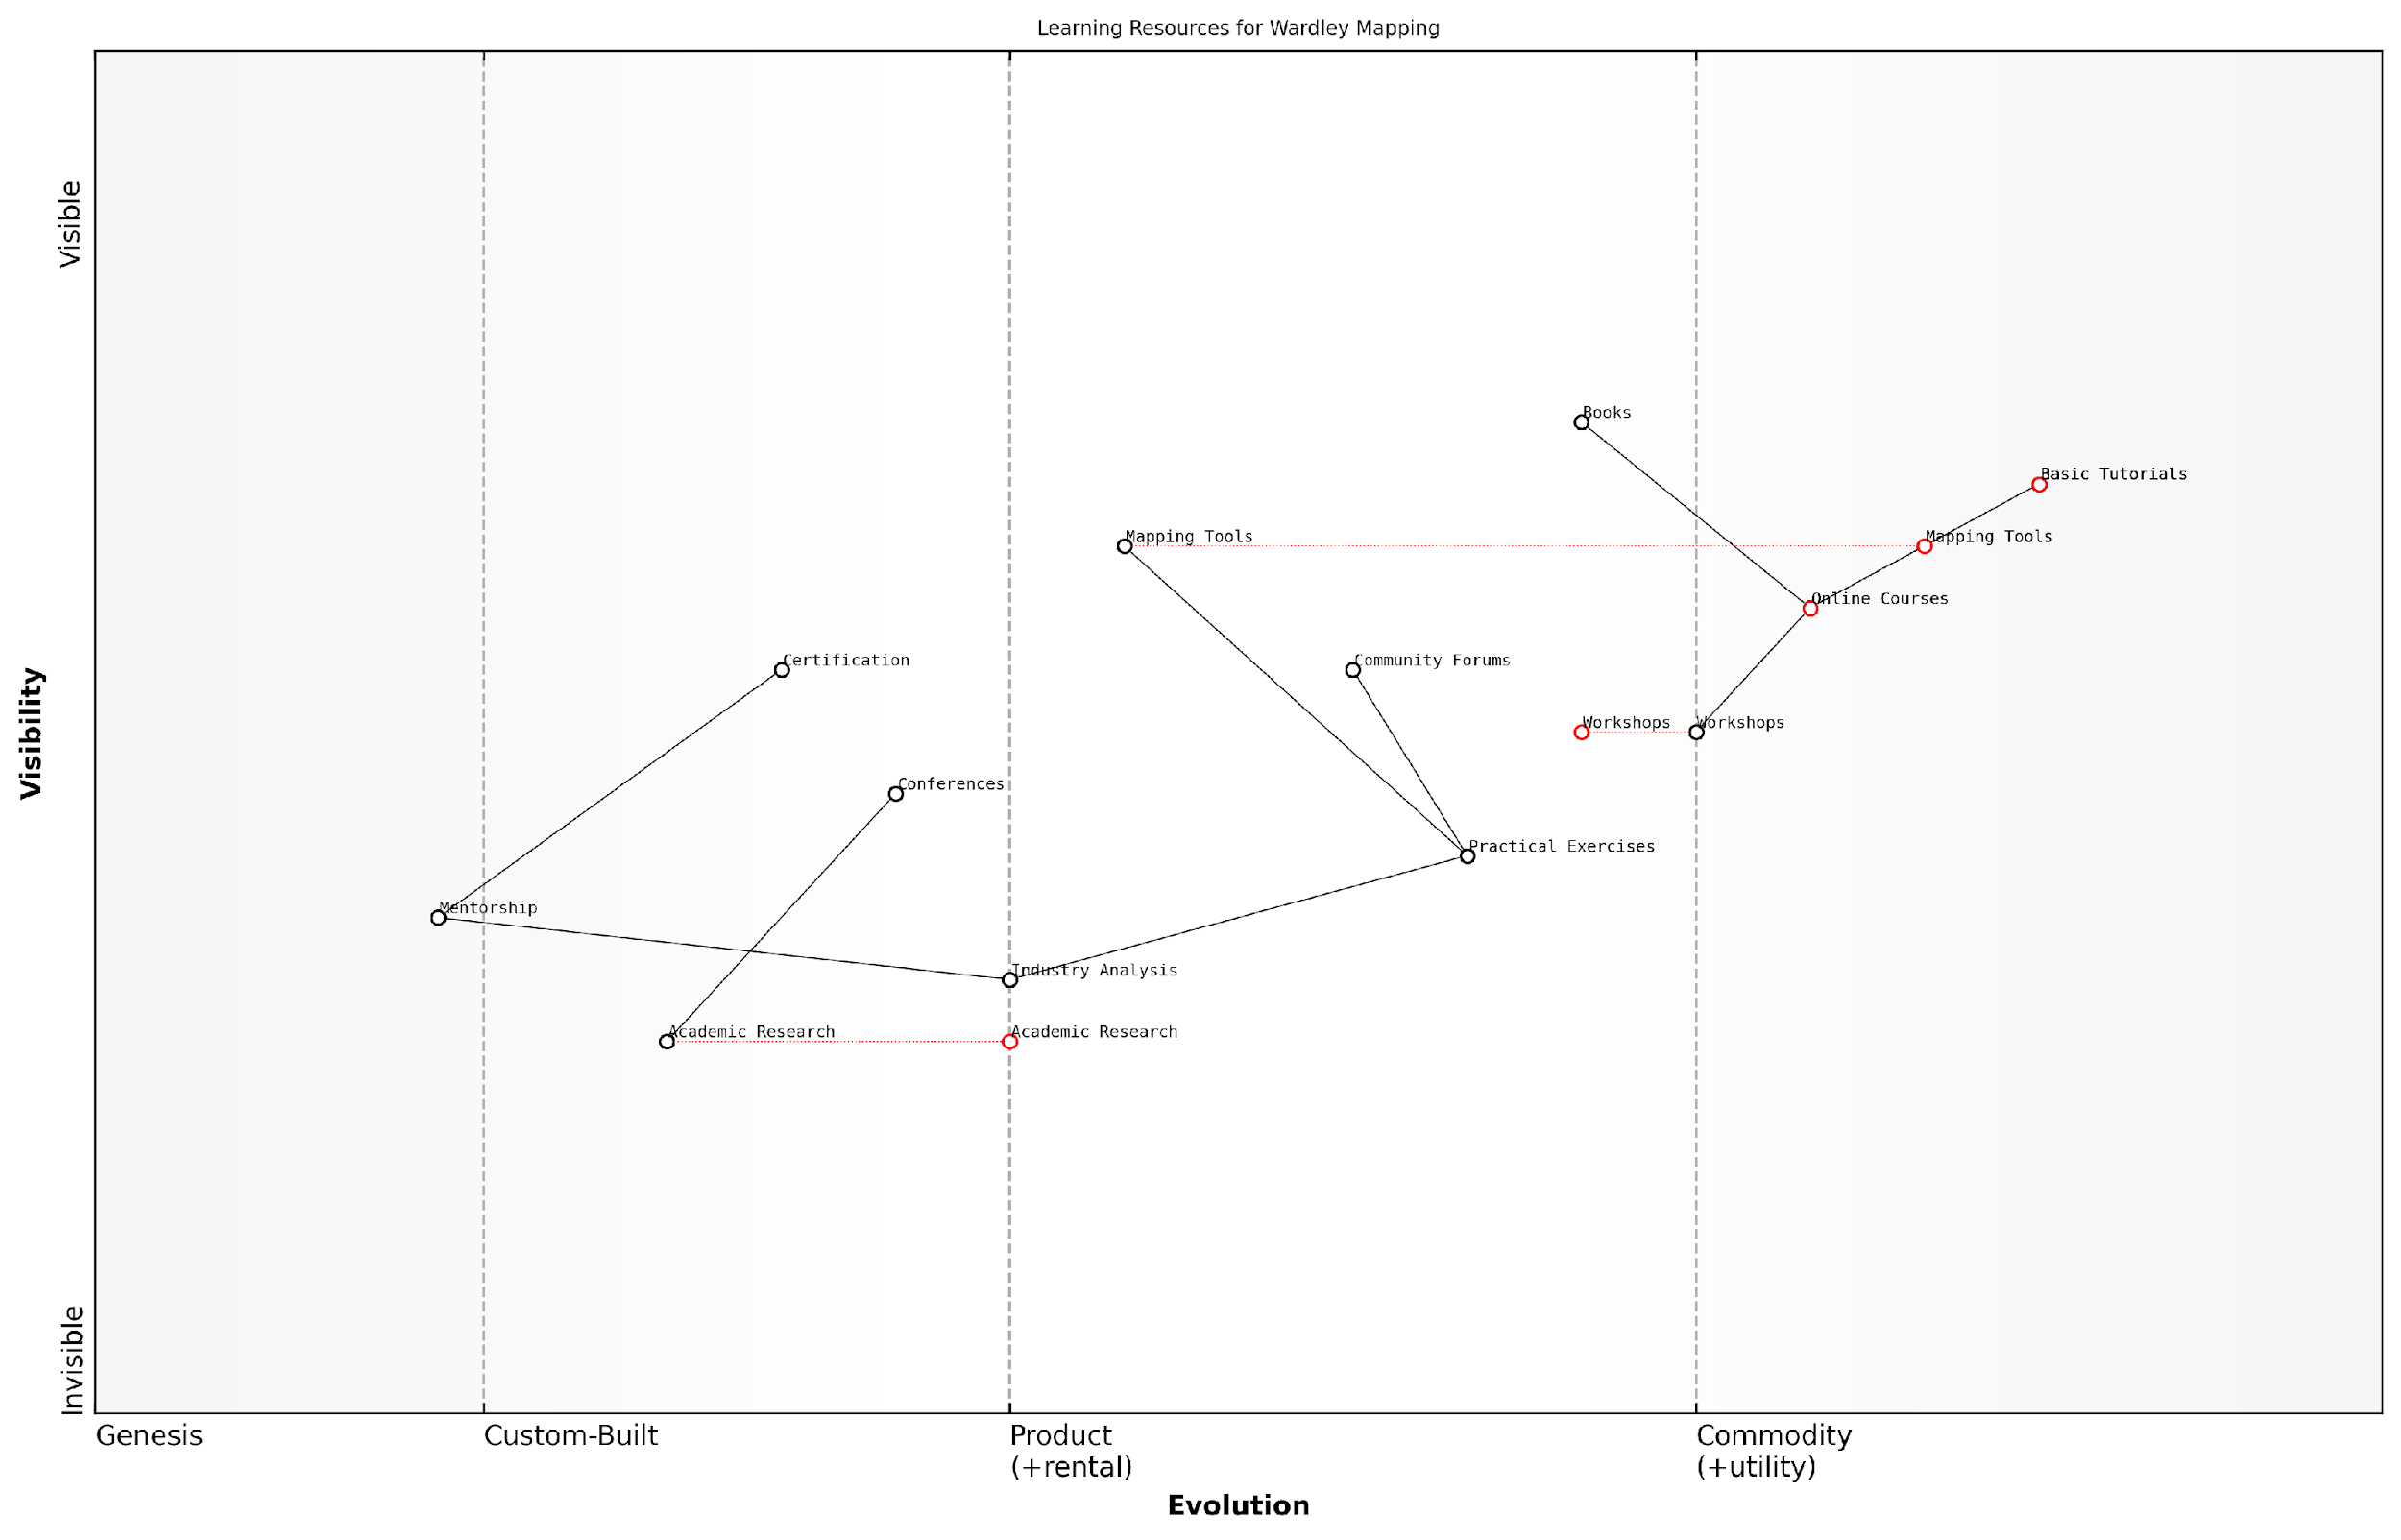 Learning Resources for Wardley Mapping
Visible
Visibility
Invisible
Books
Basic Tutorials
Mapping Tools
Mapping Tools
Online Courses
Certification
Community Forums
Workshops
Workshops
Conferences
Practical Exercises
Mentorship
Industry Analysis
Academic Research
Academic Research
Genesis
Custom-Built
Product
(+rental)
Commodity
(+utility)
Evolution